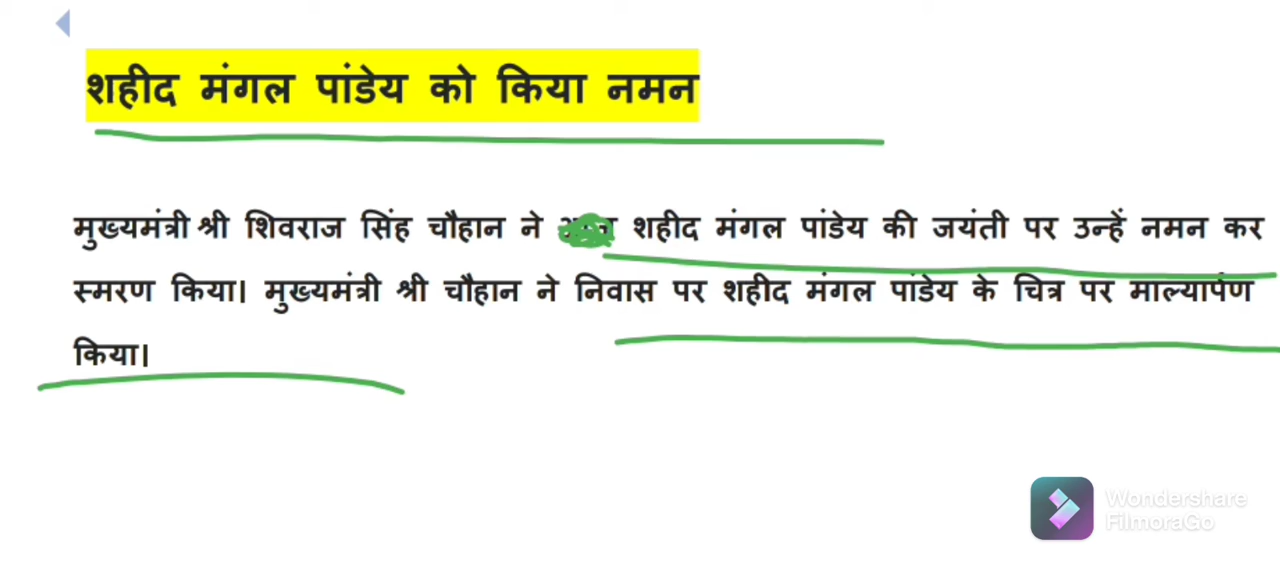 शहीद मंगल पांडेय को किया नमन
मुख्यमंत्री श्री शिवराज सिंह चौहान ने शहीद मंगल पांडेय की जयंती पर उन्हें नमन कर
स्मरण किया। मुख्यमंत्री श्री चौहान ने निवास पर शहीद मंगल पांडेय के चित्र पर माल्यार्पण
किया।
Wondershare
FilmoraGo